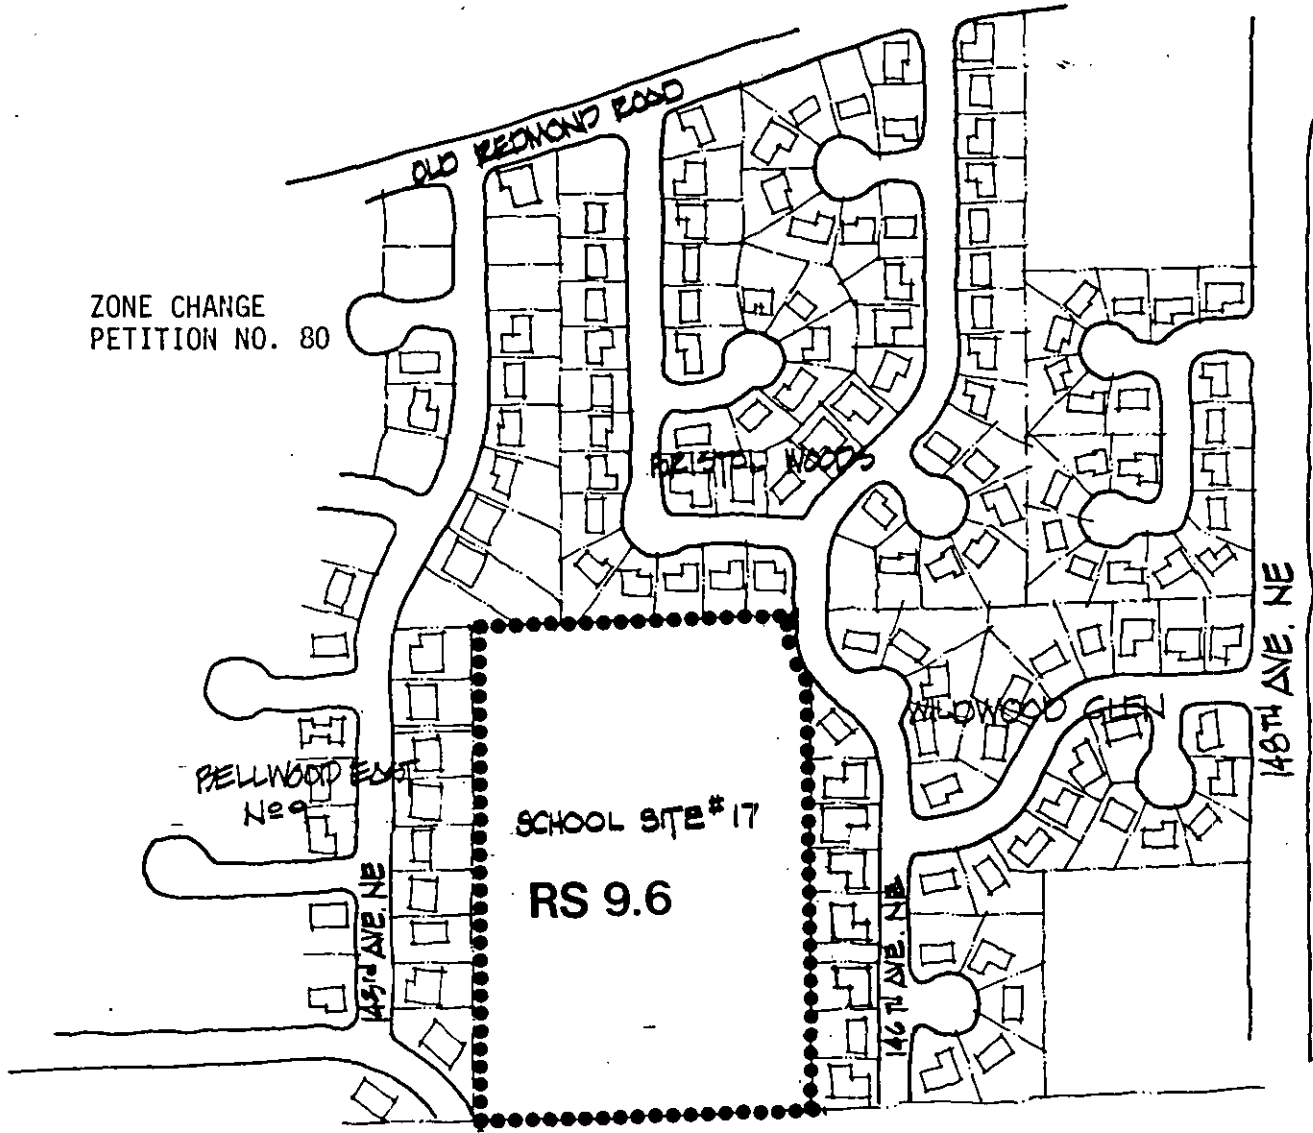 OLD REDMOND ROAD
ZONE CHANGE
PETITION NO. 80
BRISTOL WOODS
WILDWOOD GLEN
148TH AVE. NE
BELLWOOD EAST
Nº 9
SCHOOL SITE #17
RS 9.6
143rd AVE. NE
146TH AVE. NE